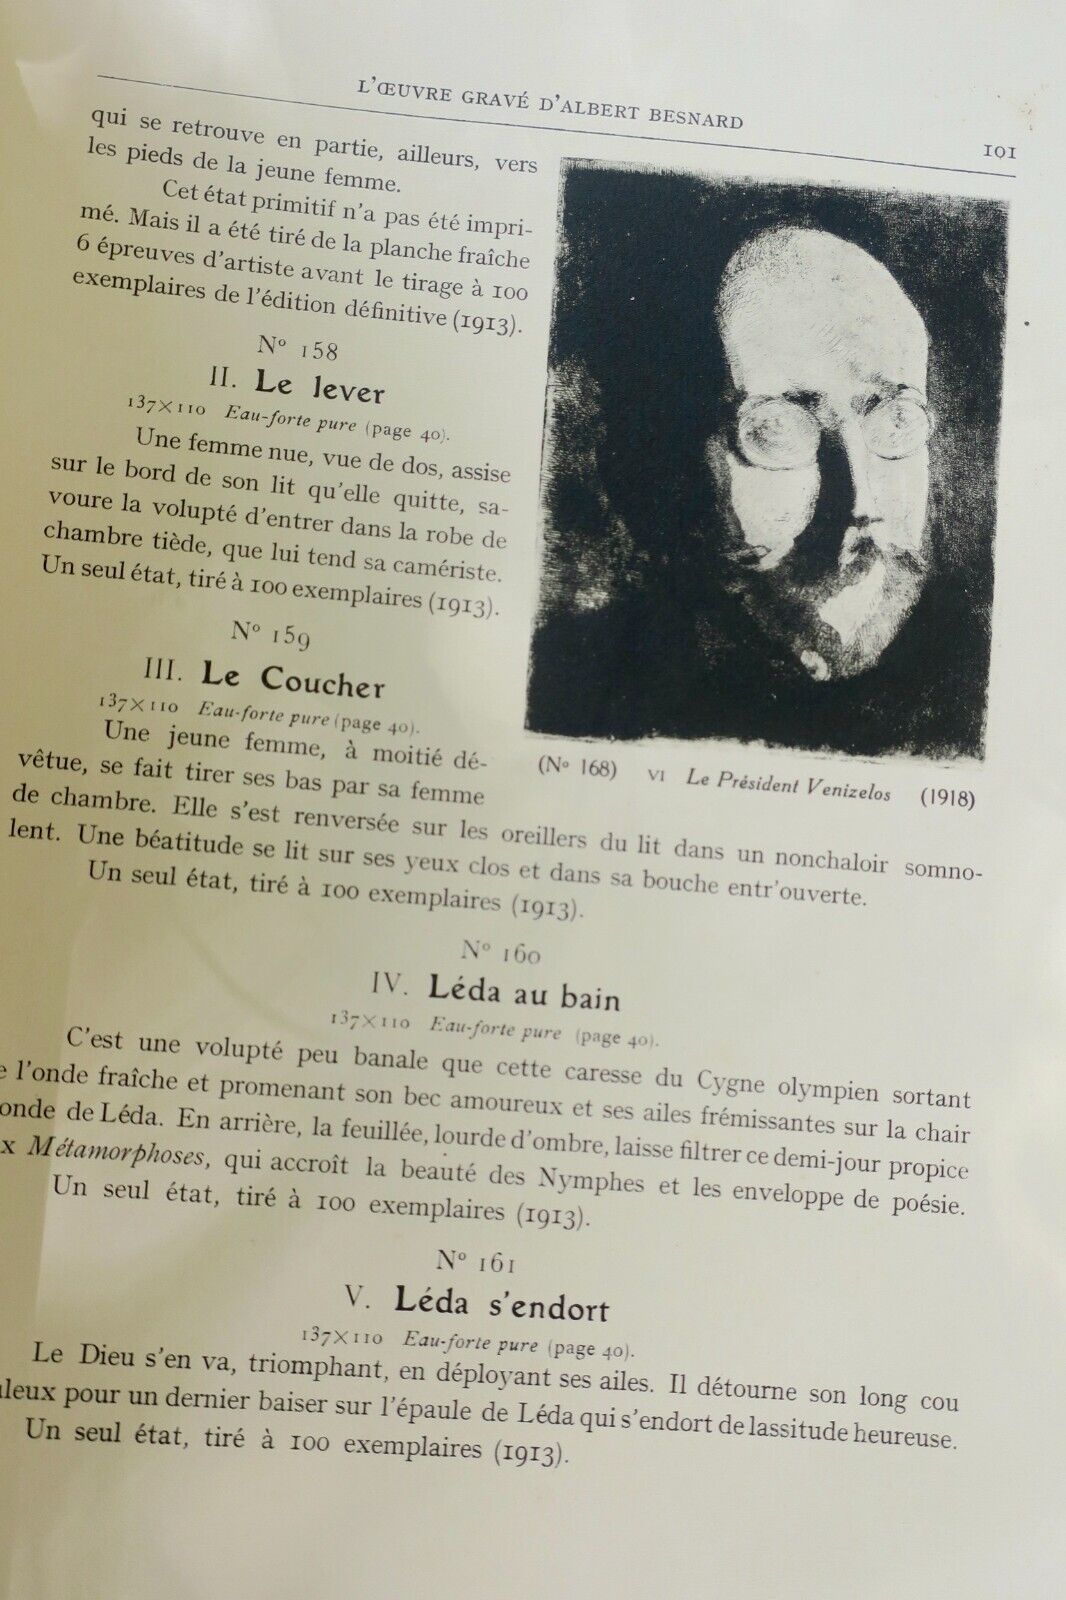 L'ŒUVRE GRAVÉ D'ALBERT BESNARD
101
qui se retrouve en partie, ailleurs, vers
les pieds de la jeune femme.
Cet état primitif n'a pas été impri-
mé. Mais il a été tiré de la planche fraîche
6 épreuves d'artiste avant le tirage à 100
exemplaires de l'édition définitive (1913).
N° 158
II. Le lever
137×110 Eau-forte pure (page 40).
Une femme nue, vue de dos, assise
sur le bord de son lit qu'elle quitte, sa-
voure la volupté d'entrer dans la robe de
chambre tiède, que lui tend sa camériste.
Un seul état, tiré à 100 exemplaires (1913).
N° 159
III. Le Coucher
137×110 Eau-forte pure (page 40).
Une jeune femme, à moitié dé-
vêtue, se fait tirer ses bas par sa femme
de chambre. Elle s'est renversée sur les oreillers du lit dans un nonchaloir somno-
lent. Une béatitude se lit sur ses yeux clos et dans sa bouche entr'ouverte.
Un seul état, tiré à 100 exemplaires (1913).
(N° 168) VI Le Président Venizelos (1918)
N° 160
IV. Léda au bain
137×110 Eau-forte pure (page 40).
C'est une volupté peu banale que cette caresse du Cygne olympien sortant
l'onde fraîche et promenant son bec amoureux et ses ailes frémissantes sur la chair
onde de Léda. En arrière, la feuillée, lourde d'ombre, laisse filtrer ce demi-jour propice
x Métamorphoses, qui accroît la beauté des Nymphes et les enveloppe de poésie.
Un seul état, tiré à 100 exemplaires (1913).
N° 161
V. Léda s'endort
137×110 Eau-forte pure (page 40).
Le Dieu s'en va, triomphant, en déployant ses ailes. Il détourne son long cou
leux pour un dernier baiser sur l'épaule de Léda qui s'endort de lassitude heureuse.
Un seul état, tiré à 100 exemplaires (1913).